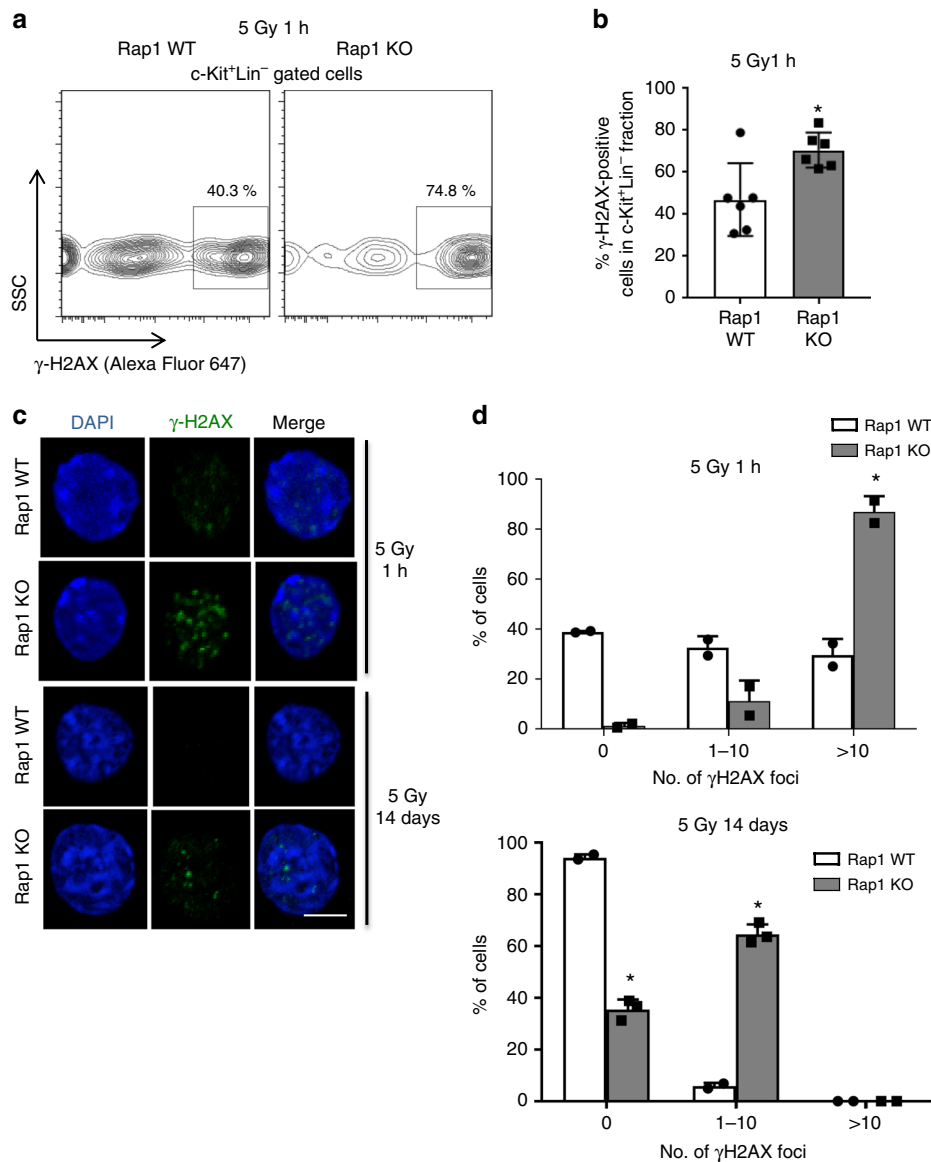 a
5 Gy 1 h
Rap1 WT
Rap1 KO
c-Kit⁺Lin⁻ gated cells
40.3 %
74.8 %
SSC
γ-H2AX (Alexa Fluor 647)
b
5 Gy1 h
*
100
80
60
40
20
0
% γ-H2AX-positive
cells in c-Kit⁺Lin⁻ fraction
Rap1
WT
Rap1
KO
c
DAPI
γ-H2AX
Merge
Rap1 WT
Rap1 KO
5 Gy
1 h
Rap1 WT
Rap1 KO
5 Gy
14 days
d
Rap1 WT
Rap1 KO
5 Gy 1 h
*
100
80
60
40
20
0
% of cells
0
1–10
>10
No. of γH2AX foci
5 Gy 14 days
Rap1 WT
Rap1 KO
*
*
100
80
60
40
20
0
% of cells
0
1–10
>10
No. of γH2AX foci